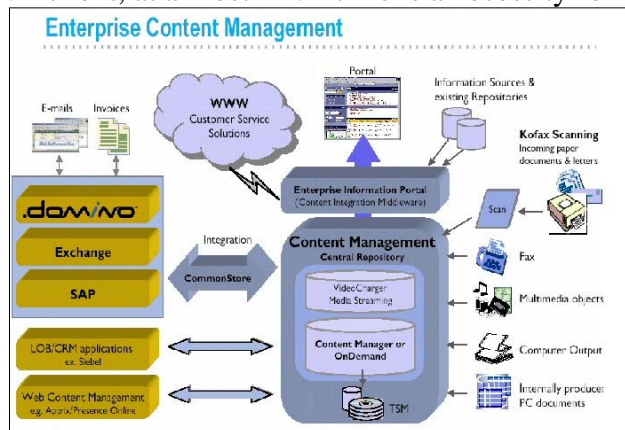 Enterprise Content Management
Portal
Information Sources &
existing Repositories
E-mails
Invoices
WWW
Customer Service
Solutions
Kofax Scanning
Incoming paper
documents & letters
Enterprise Information Portal
(Content Integration Middleware)
Scan
.domino
Exchange
SAP
Integration
CommonStore
Content Management
Central Repository
Fax
VideoCharger
Media Streaming
Multimedia objects
Content Manager or
OnDemand
Computer Output
LOB/CRM applications
ex. Siebel
Web Content Management
e.g. Aptrix/Presence Online
TSM
Internally produce:
PC documents